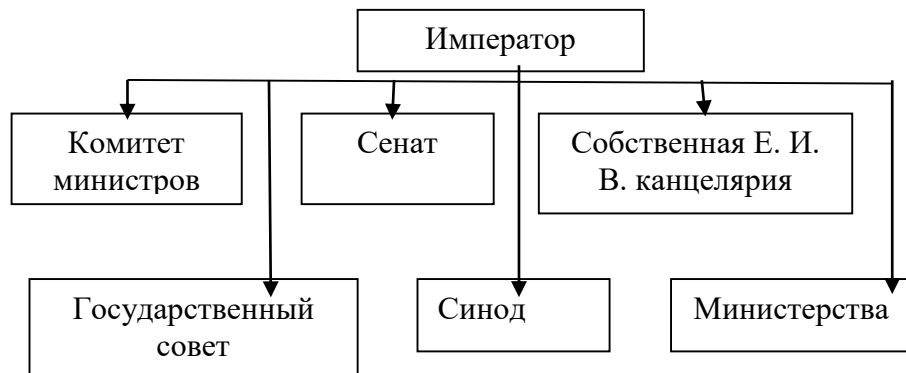 Император
Комитет
министров
Сенат
Собственная Е. И.
В. канцелярия
Государственный
совет
Синод
Министерства